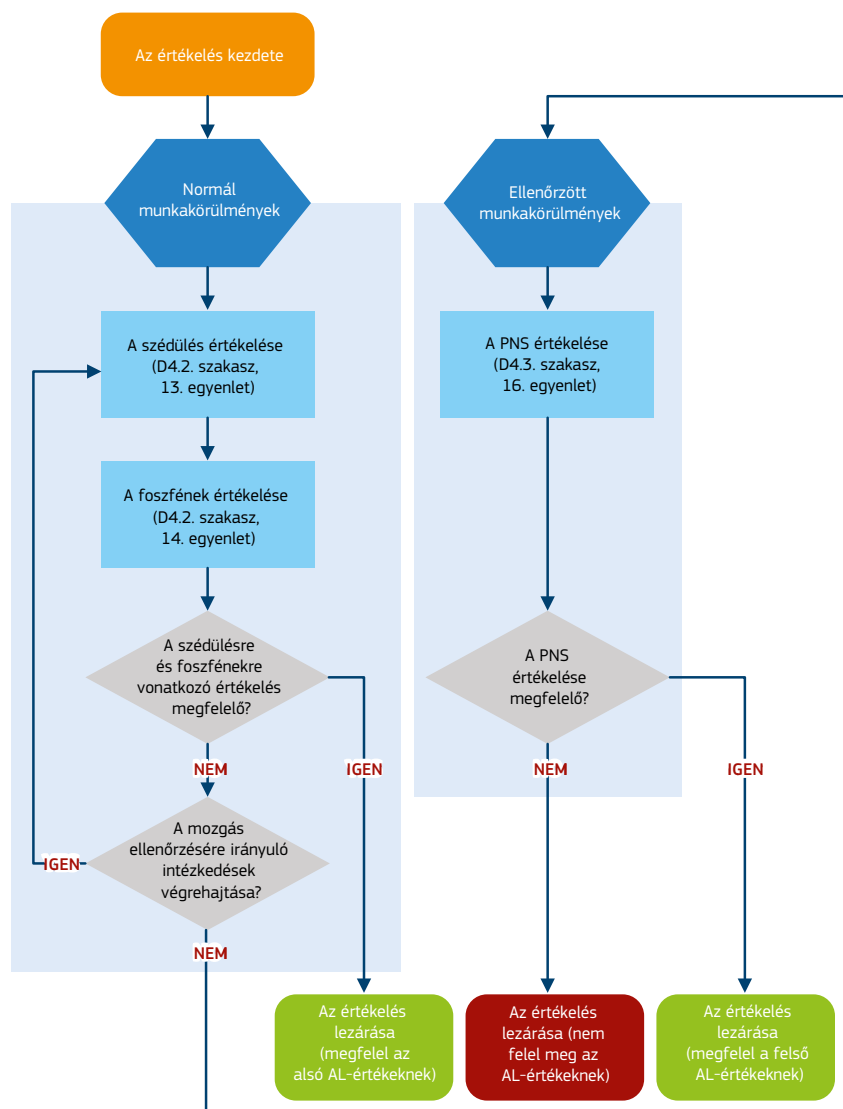 Az értékelés kezdete
Normál
munkakörülmények
A szédülés értékelése
(D4.2. szakasz,
13. egyenlet)
A foszfének értékelése
(D4.2. szakasz,
14. egyenlet)
A szédülésre
és foszfénekre
vonatkozó értékelés
megfelelő?
NEM
IGEN
A mozgás
ellenőrzésére irányuló
intézkedések
végrehajtása?
IGEN
NEM
Az értékelés
lezárása
(megfelel az
alsó AL-értékeknek)
Ellenőrzött
munkakörülmények
A PNS értékelése
(D4.3. szakasz,
16. egyenlet)
A PNS
értékelése
megfelelő?
NEM
IGEN
Az értékelés
lezárása (nem
felel meg az
AL-értékeknek)
Az értékelés
lezárása
(megfelel a felső
AL-értékeknek)